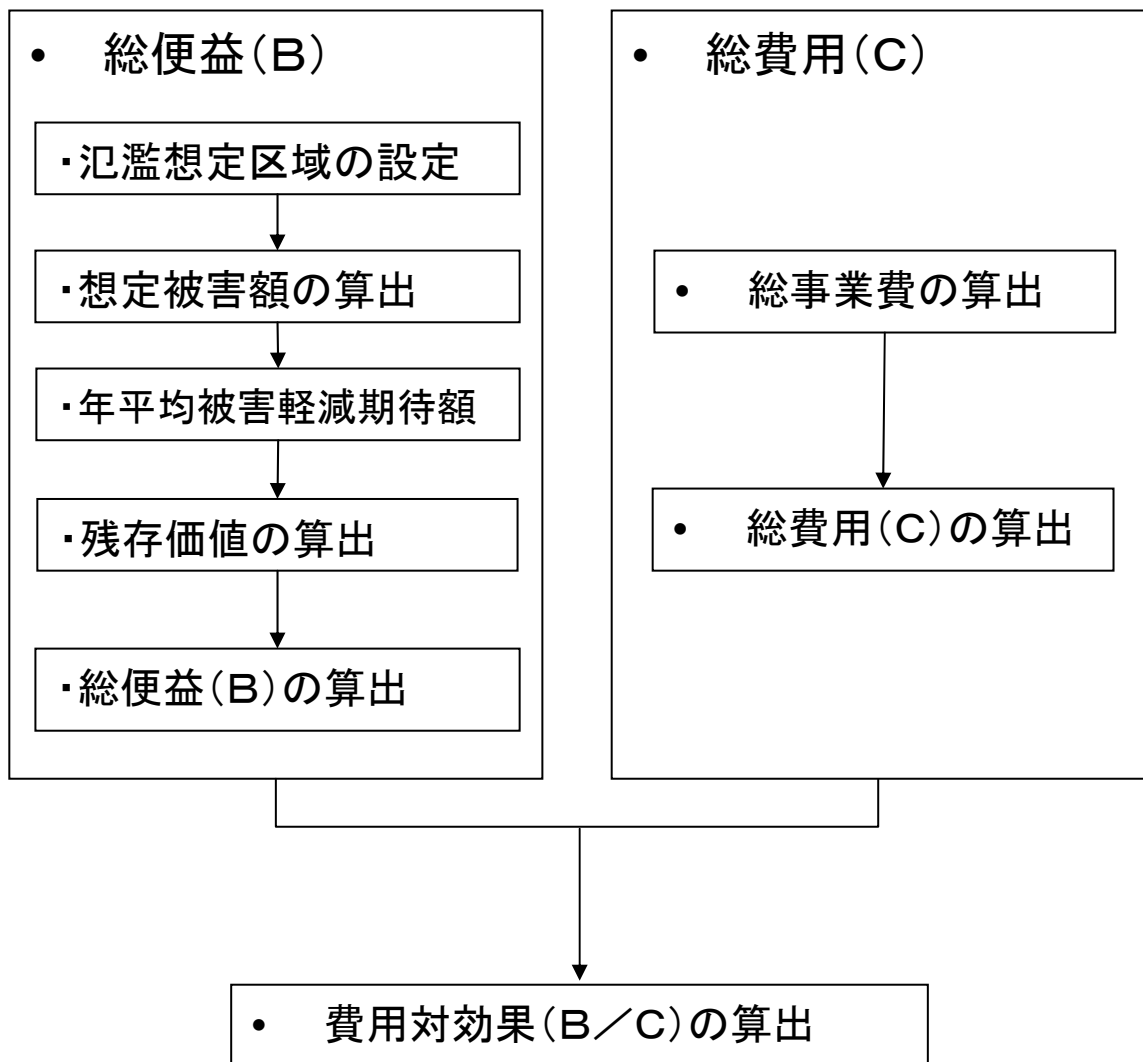 • 総便益(B)
・氾濫想定区域の設定
・想定被害額の算出
・年平均被害軽減期待額
・残存価値の算出
・総便益(B)の算出
• 総費用(C)
• 総事業費の算出
• 総費用(C)の算出
• 費用対効果(B/C)の算出